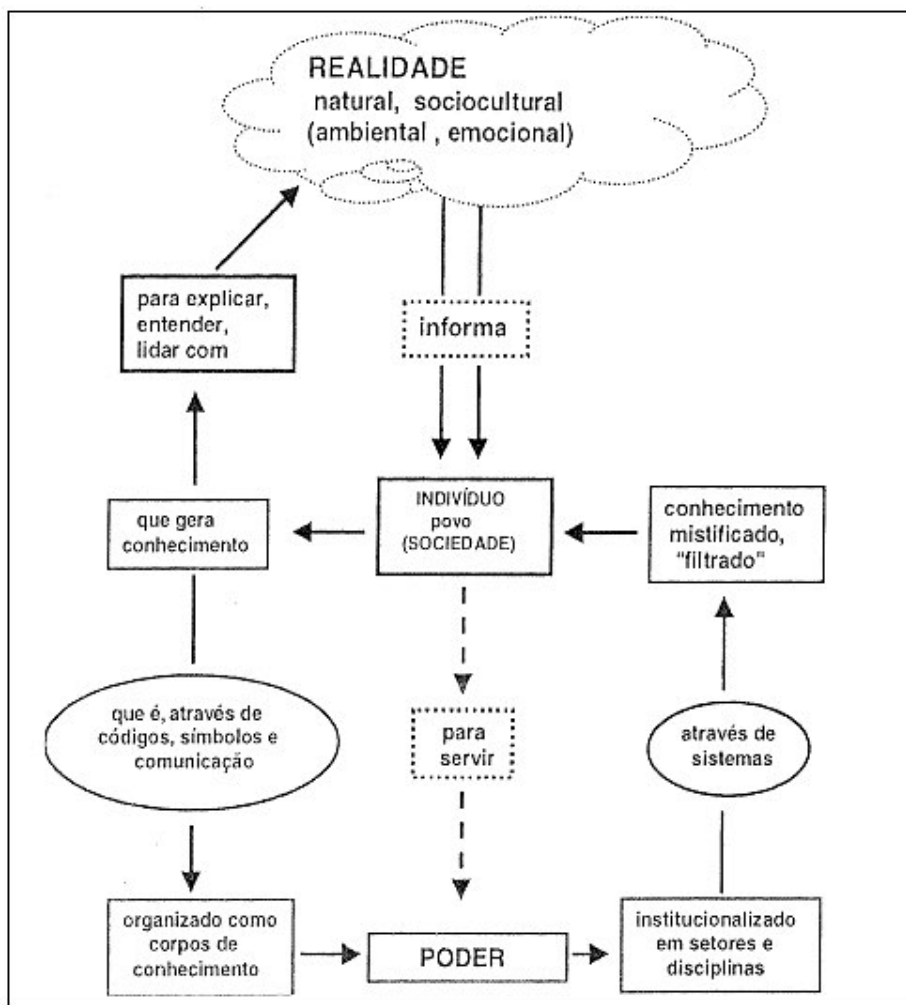 REALIDADE
natural, sociocultural
(ambiental , emocional)
para explicar,
entender,
lidar com
informa
que gera
conhecimento
INDIVÍDUO
povo
(SOCIEDADE)
conhecimento
mistificado,
"filtrado"
que é, através de
códigos, símbolos e
comunicação
para
servir
através de
sistemas
organizado como
corpos de
conhecimento
PODER
institucionalizado
em setores e
disciplinas